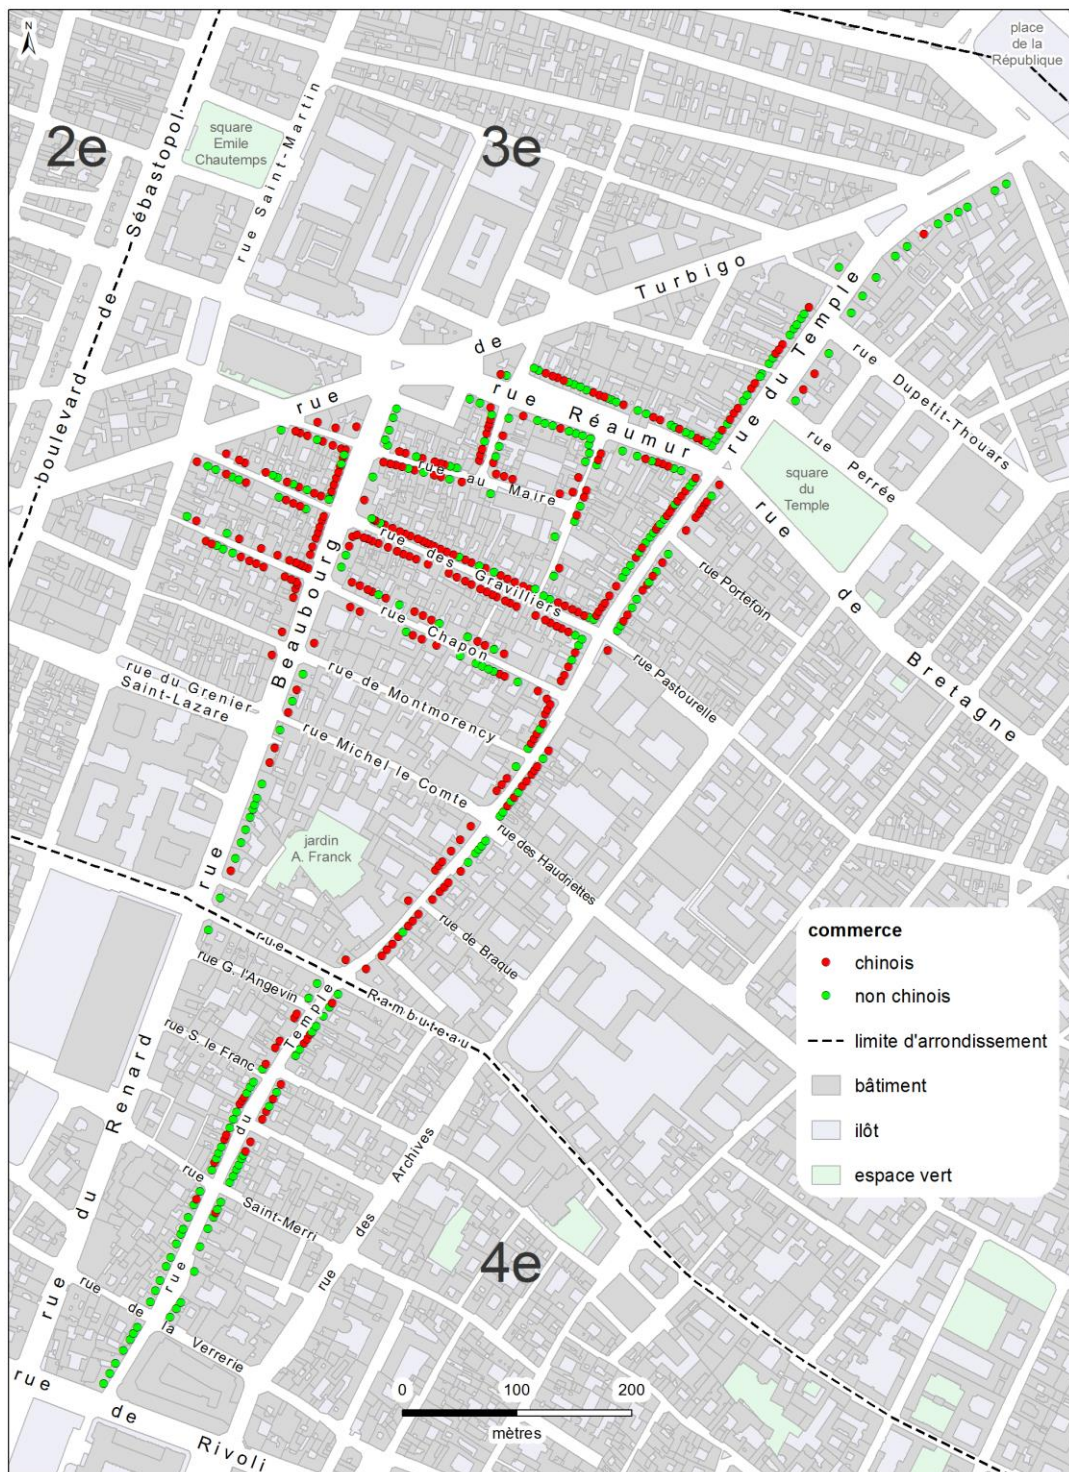 N
place
de la
République
2e
3e
square
Emile
Chautemps
rue Saint-Martin
boulevard de Sébastopol
Turbigo
de
rue
rue du Temple
rue Dupetit-Thouars
rue Réaumur
rue Perrée
square
du
Temple
rue au Maire
rue des Gravilliers
rue Chapon
Beaubourg
rue
rue Portefoin
rue de Bretagne
rue Pastourelle
rue de Montmorency
rue du Grenier
Saint-Lazare
rue Michel le Comte
jardin
A. Franck
rue des Haudriettes
rue de Braque
rue Rambuteau
rue G. l'Angevin
rue S. le Franc
rue du Temple
rue du Renard
rue Saint-Merri
rue des Archives
rue de la Verrerie
rue de Rivoli
4e
commerce
chinois
non chinois
limite d'arrondissement
bâtiment
ilôt
espace vert
0 100 200
mètres